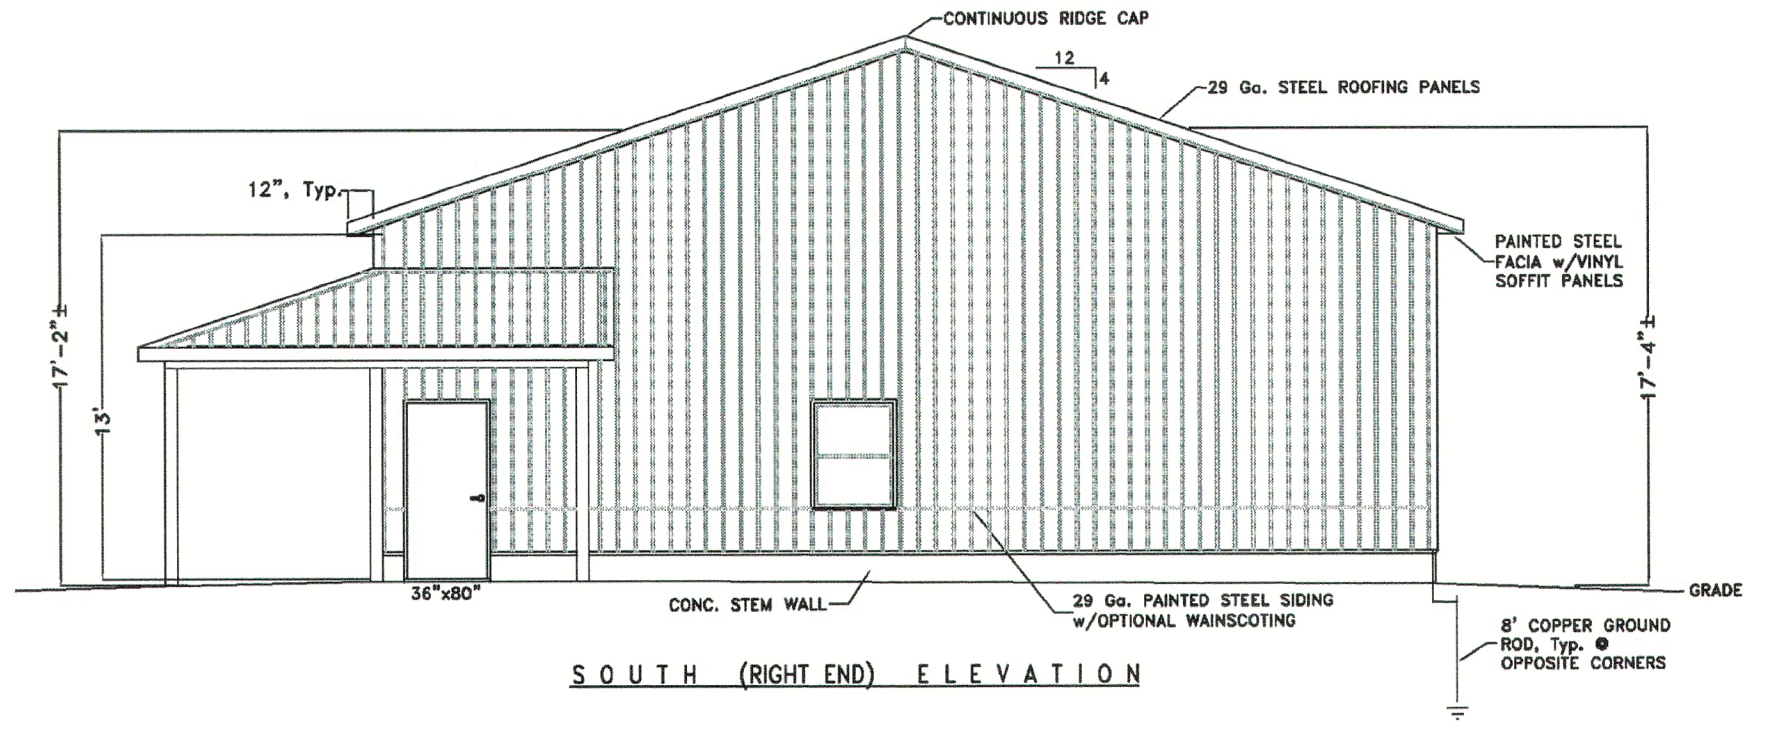 CONTINUOUS RIDGE CAP
12
4
29 Ga. STEEL ROOFING PANELS
12", Typ.
PAINTED STEEL
FACIA w/VINYL
SOFFIT PANELS
17'-2"±
13'
17'-4"±
36"x80"
CONC. STEM WALL
29 Ga. PAINTED STEEL SIDING
w/OPTIONAL WAINSCOTING
GRADE
8' COPPER GROUND
ROD, Typ. @
OPPOSITE CORNERS
SOUTH (RIGHT END) ELEVATION